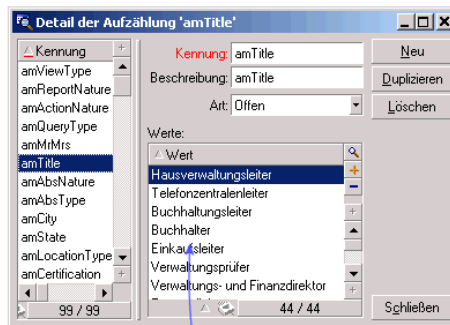 Detail der Aufzählung 'amTitle'
Kennung
amViewType
amReportNature
amActionNature
amQueryType
amMrMrs
amTitle
amAbsNature
amAbsType
amCity
amState
amLocationType
amCertification
99 / 99
Kennung: amTitle
Beschreibung: amTitle
Art: Offen
Werte:
Wert
Hausverwaltungsleiter
Telefonzentralenleiter
Buchhaltungsleiter
Buchhalter
Einkaufsleiter
Verwaltungsprüfer
Verwaltungs- und Finanzdirektor
44 / 44
Neu
Duplizieren
Löschen
Schließen